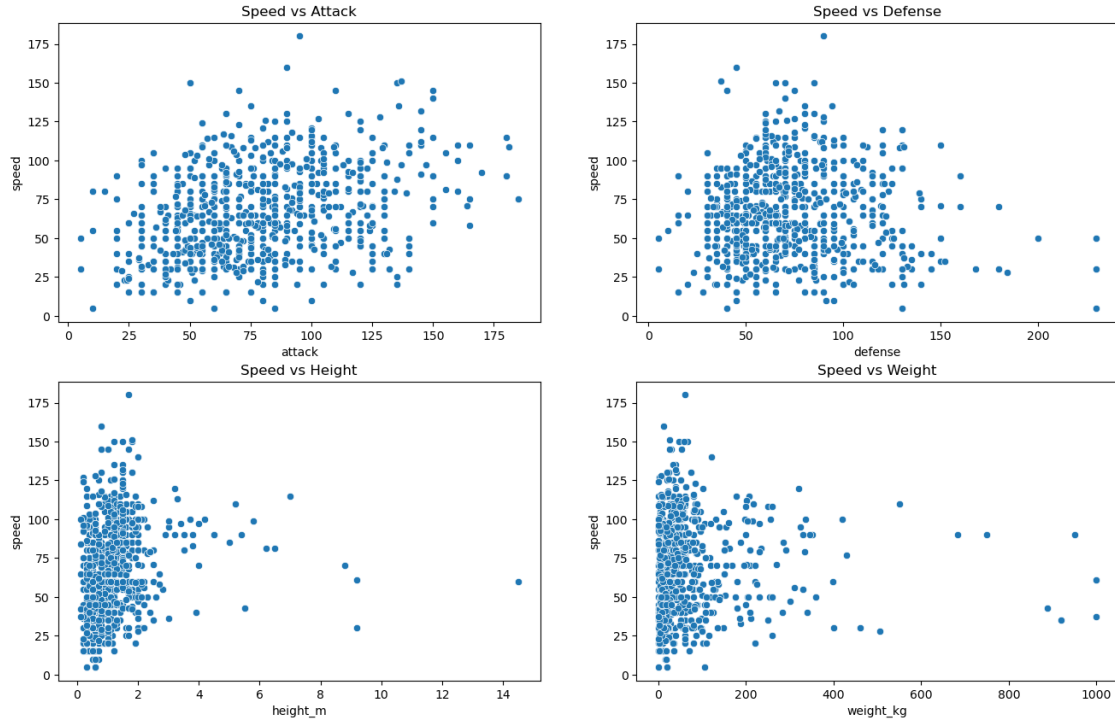 Speed vs Attack
175
150
125
100
75
50
25
0
speed
0 25 50 75 100 125 150 175
attack
Speed vs Defense
175
150
125
100
75
50
25
0
speed
0 50 100 150 200
defense
Speed vs Height
175
150
125
100
75
50
25
0
speed
0 2 4 6 8 10 12 14
height_m
Speed vs Weight
175
150
125
100
75
50
25
0
speed
0 200 400 600 800 1000
weight_kg